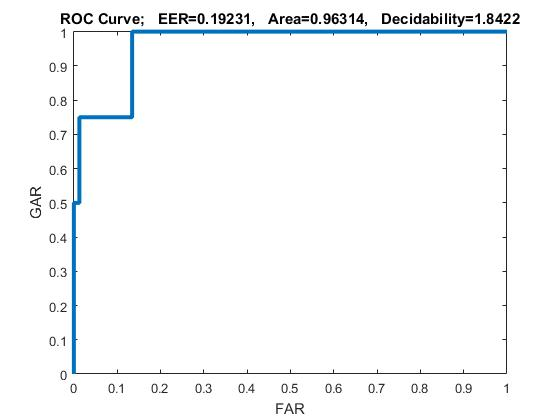 ROC Curve; EER=0.19231, Area=0.96314, Decidability=1.8422
1
0.9
0.8
0.7
0.6
0.5
0.4
0.3
0.2
0.1
0
GAR
0 0.1 0.2 0.3 0.4 0.5 0.6 0.7 0.8 0.9 1
FAR